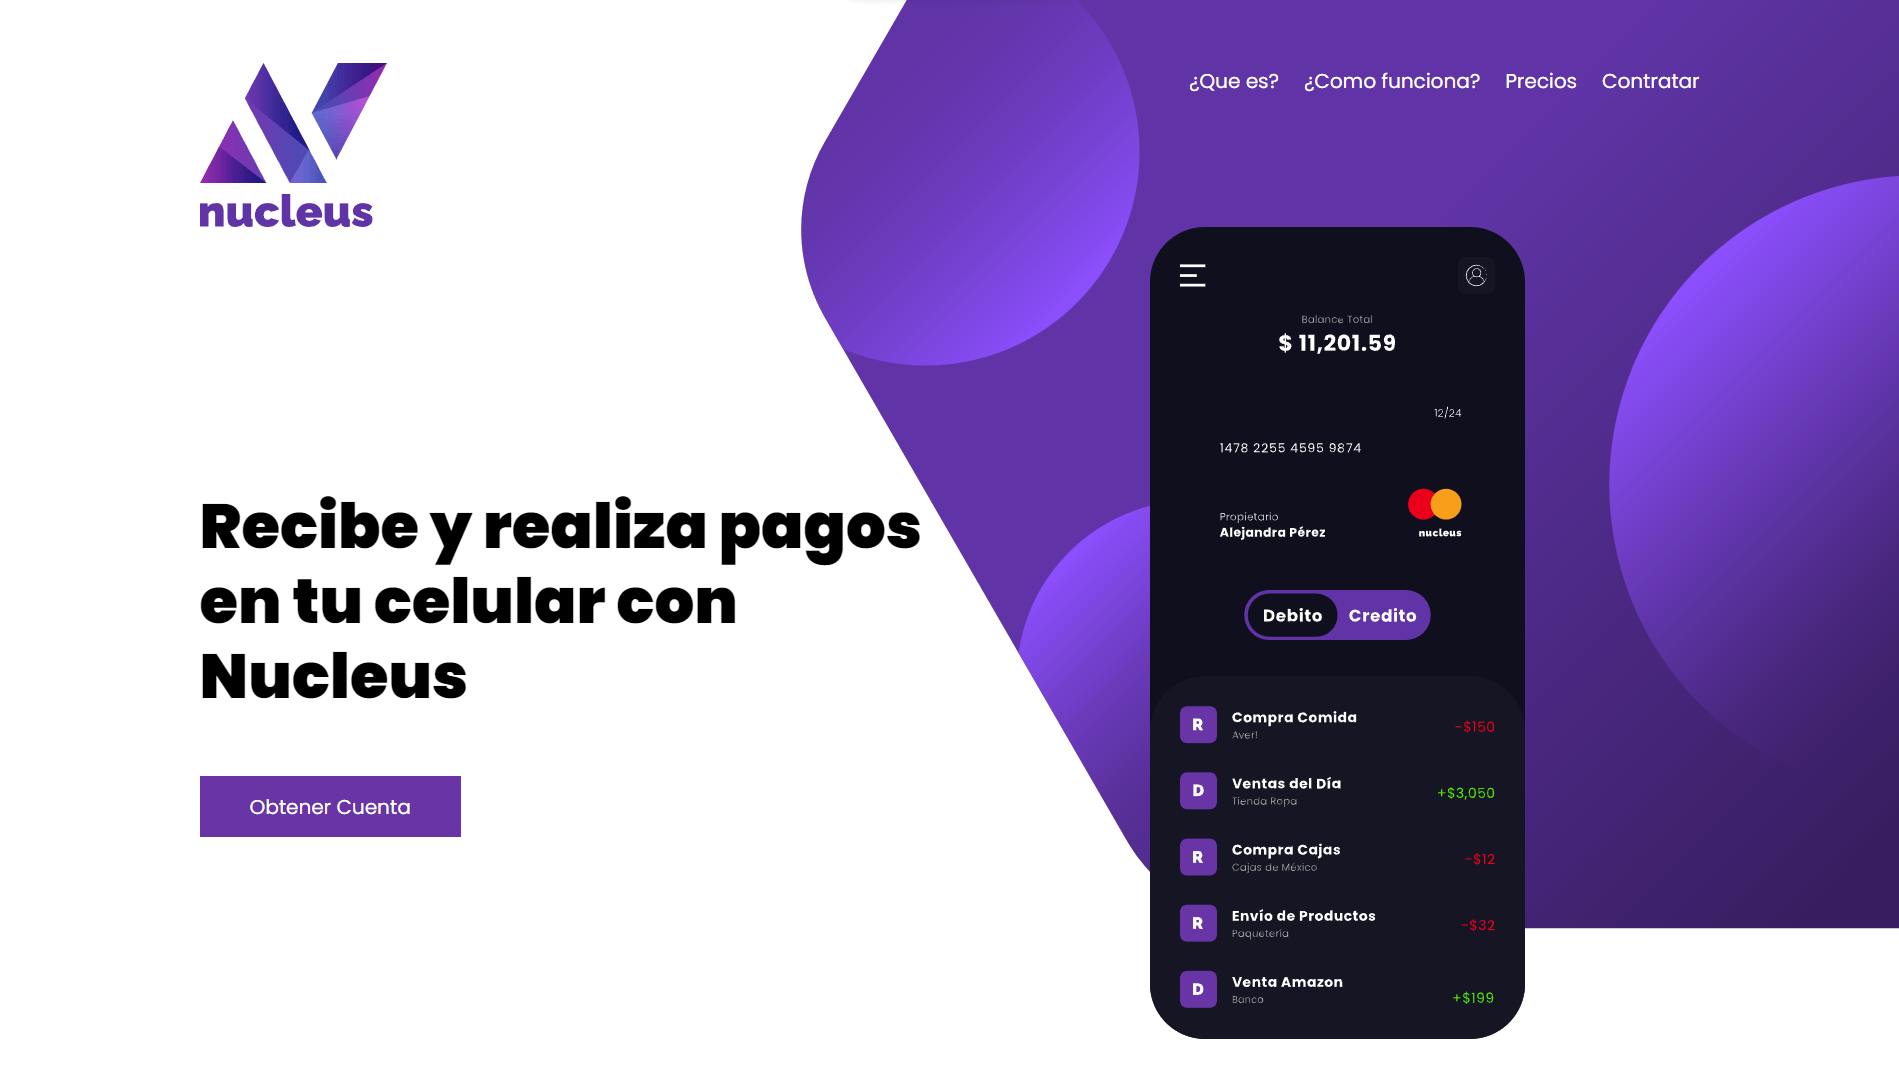 nucleus
¿Que es? ¿Como funciona? Precios Contratar
Recibe y realiza pagos
en tu celular con
Nucleus
Obtener Cuenta
Balance Total
$ 11,201.59
12/24
1478 2255 4595 9874
Propietario
Alejandra Pérez
nucleus
Debito Credito
R Compra Comida -$150
Aver!
D Ventas del Día +$3,050
Tienda Ropa
R Compra Cajas -$12
Cajas de México
R Envío de Productos -$32
Paquetería
D Venta Amazon +$199
Banco